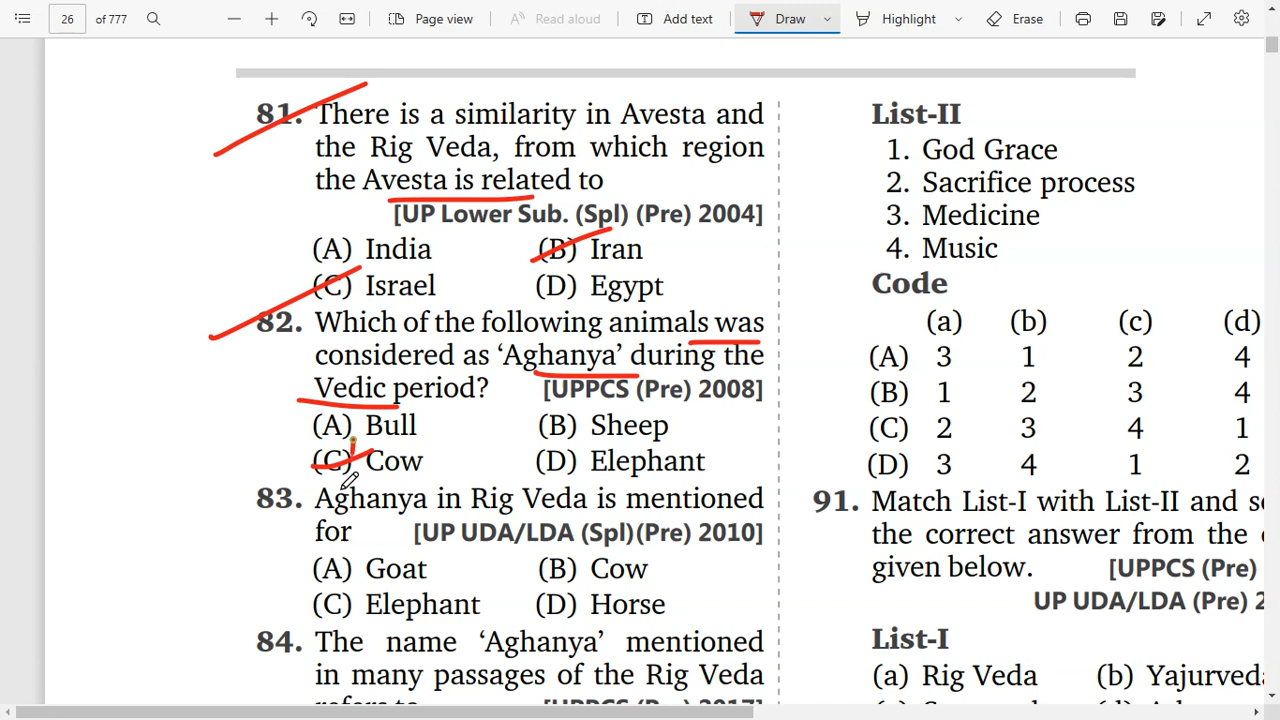 26 of 777 Page view Read aloud Add text Draw Highlight Erase
81. There is a similarity in Avesta and
the Rig Veda, from which region
the Avesta is related to
[UP Lower Sub. (Spl) (Pre) 2004]
(A) India (B) Iran
(C) Israel (D) Egypt
82. Which of the following animals was
considered as ‘Aghanya’ during the
Vedic period? [UPPCS (Pre) 2008]
(A) Bull (B) Sheep
(C) Cow (D) Elephant
83. Aghanya in Rig Veda is mentioned
for [UP UDA/LDA (Spl)(Pre) 2010]
(A) Goat (B) Cow
(C) Elephant (D) Horse
84. The name ‘Aghanya’ mentioned
in many passages of the Rig Veda
refers to [UPPCS (Pre) 2017]
List-II
1. God Grace
2. Sacrifice process
3. Medicine
4. Music
Code
(a) (b) (c) (d)
(A) 3 1 2 4
(B) 1 2 3 4
(C) 2 3 4 1
(D) 3 4 1 2
91. Match List-I with List-II and
the correct answer from the
given below. [UPPCS (Pre)
UP UDA/LDA (Pre)
List-I
(a) Rig Veda (b) Yajurveda